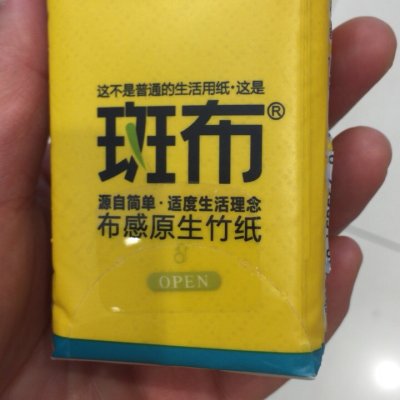 这不是普通的生活用纸·这是
斑布®
源自简单·适度生活理念
布感原生竹纸
OPEN